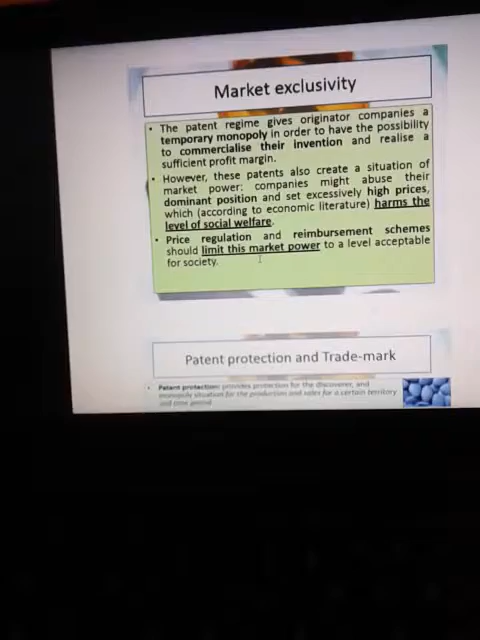 Market exclusivity
• The patent regime gives originator companies a
temporary monopoly in order to have the possibility
to commercialise their invention and realise a
sufficient profit margin.
• However, these patents also create a situation of
market power: companies might abuse their
dominant position and set excessively high prices,
which (according to economic literature) harms the
level of social welfare.
• Price regulation and reimbursement schemes
should limit this market power to a level acceptable
for society.
Patent protection and Trade-mark
• Patent protection: provides protection for the discoverer, and
monopoly situation for the production and sales for a certain territory
and time period